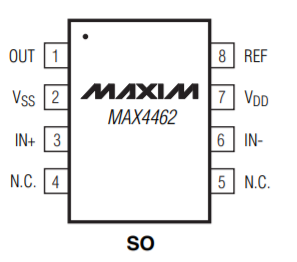 OUT 1 8 REF
MAXIM
VSS 2 7 VDD
MAX4462
IN+ 3 6 IN-
N.C. 4 5 N.C.
SO